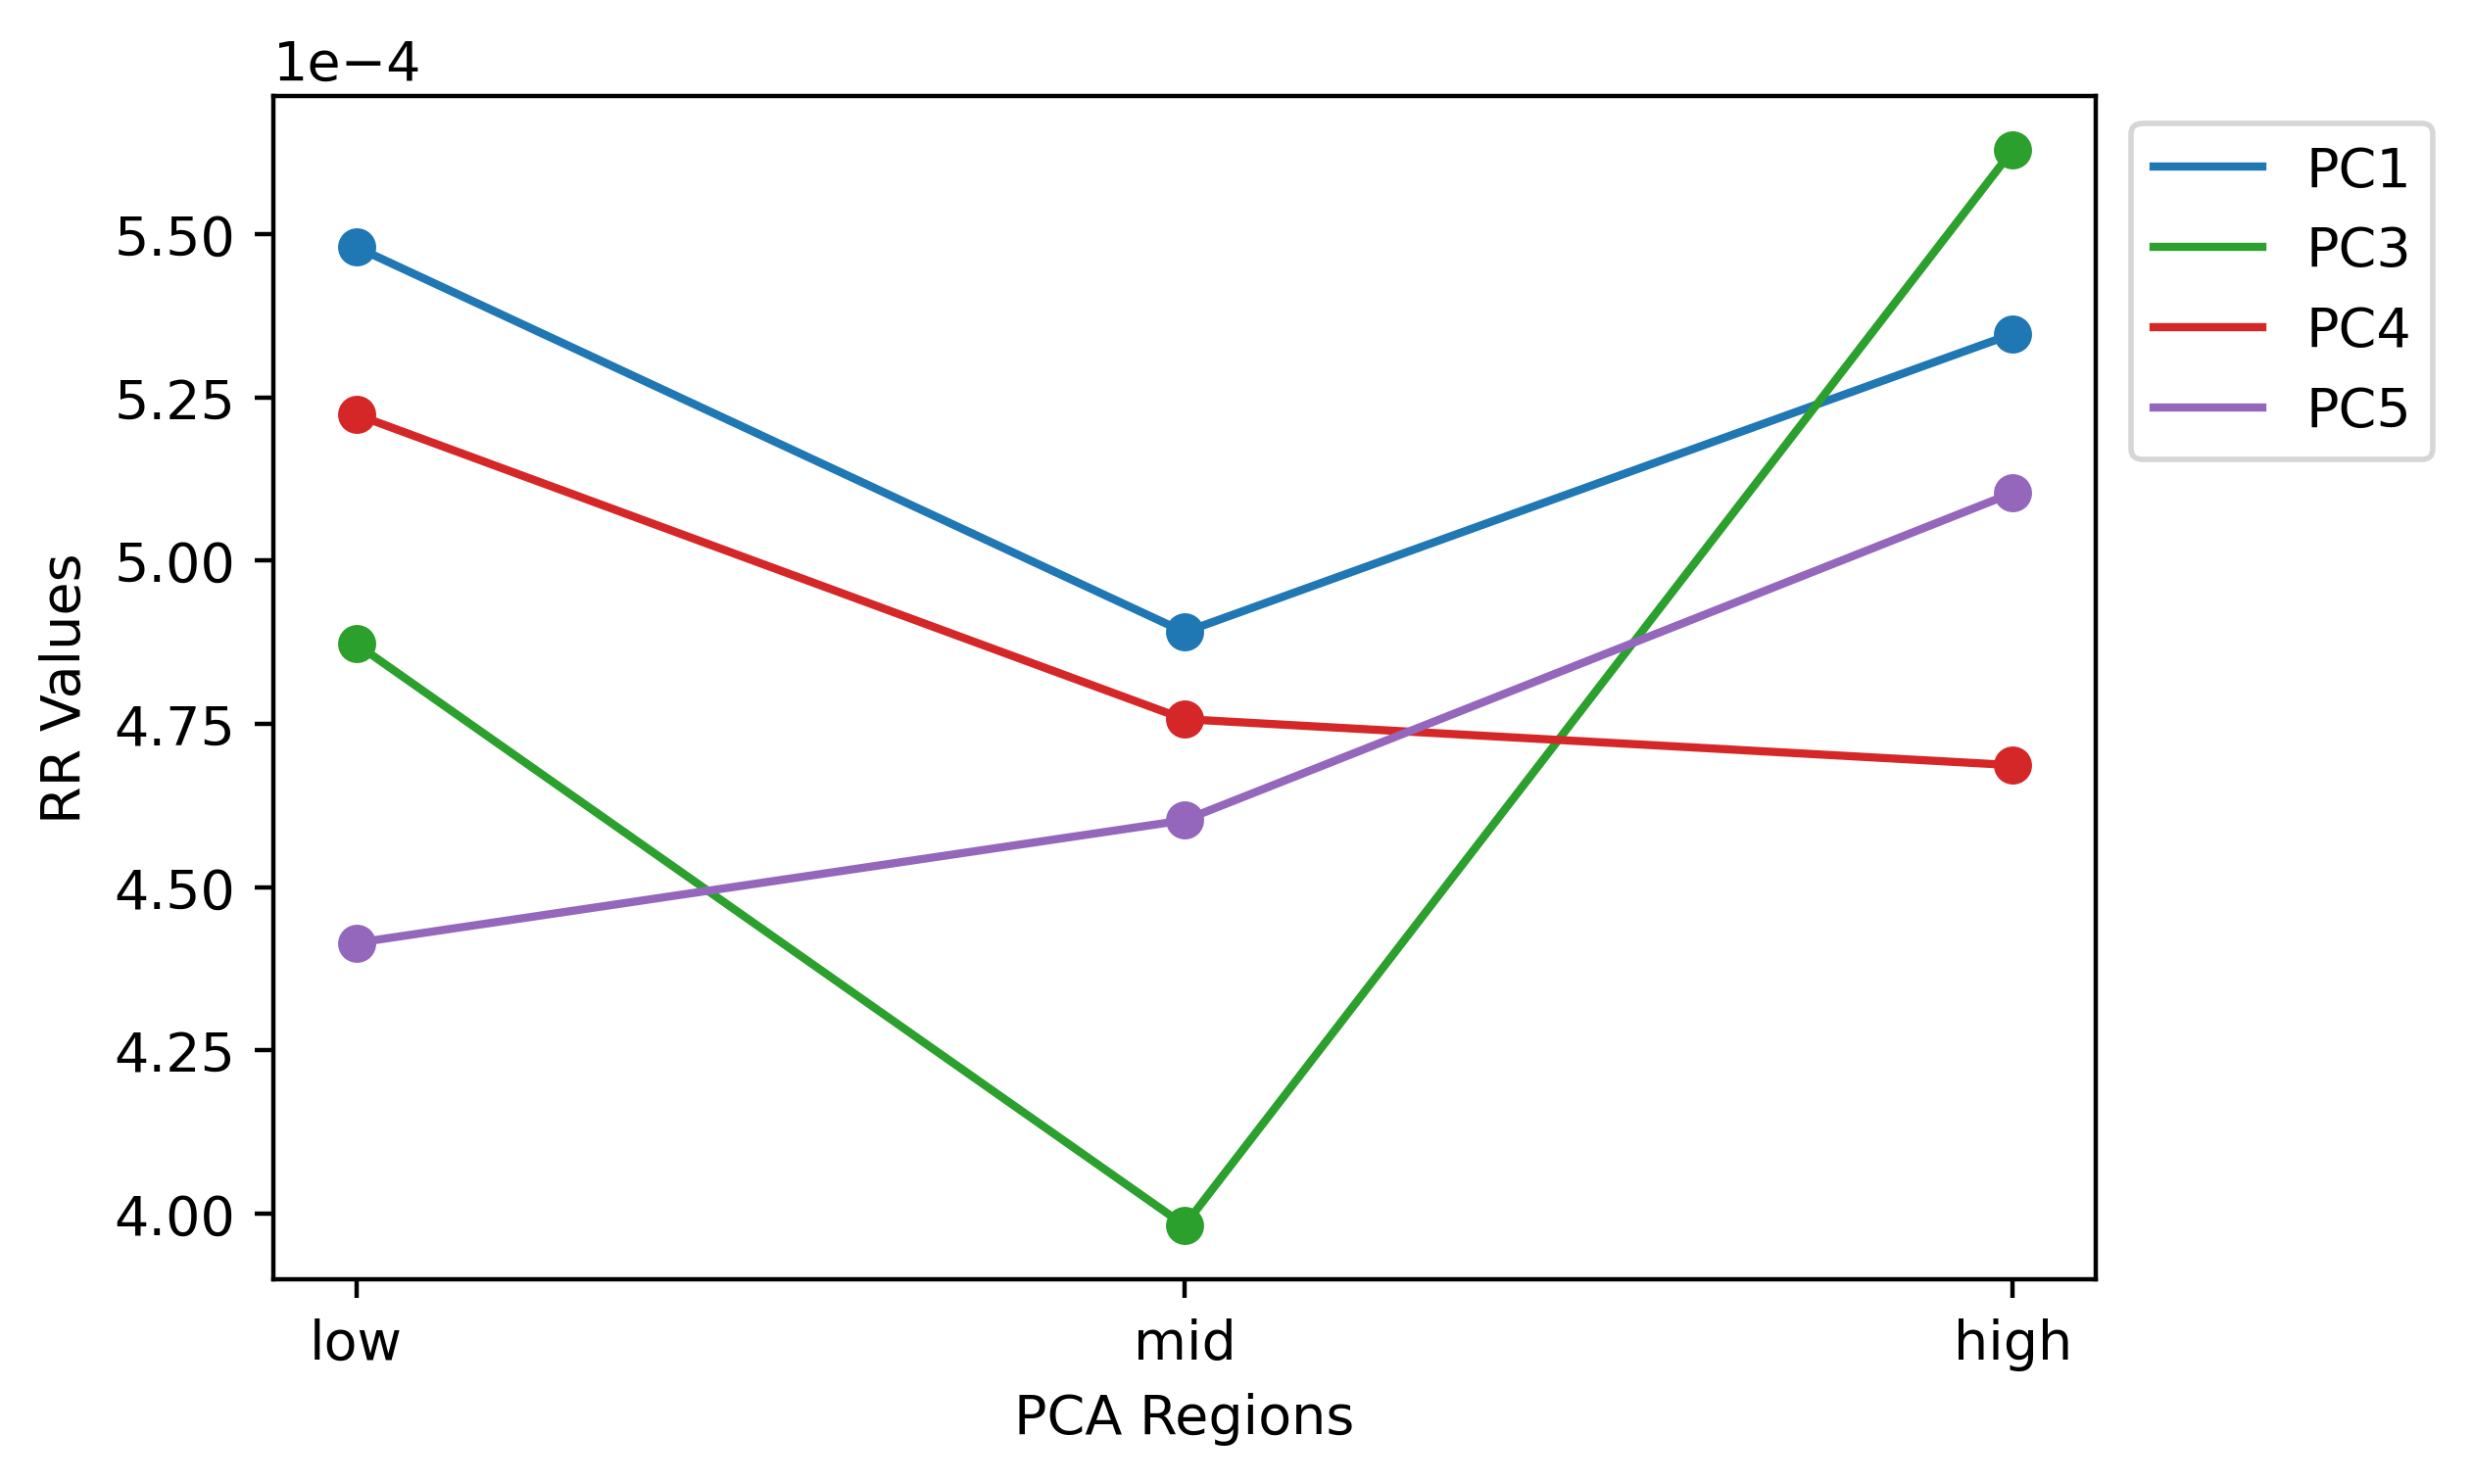 1e−4
5.50
5.25
5.00
4.75
4.50
4.25
4.00
RR Values
low
mid
high
PCA Regions
PC1
PC3
PC4
PC5